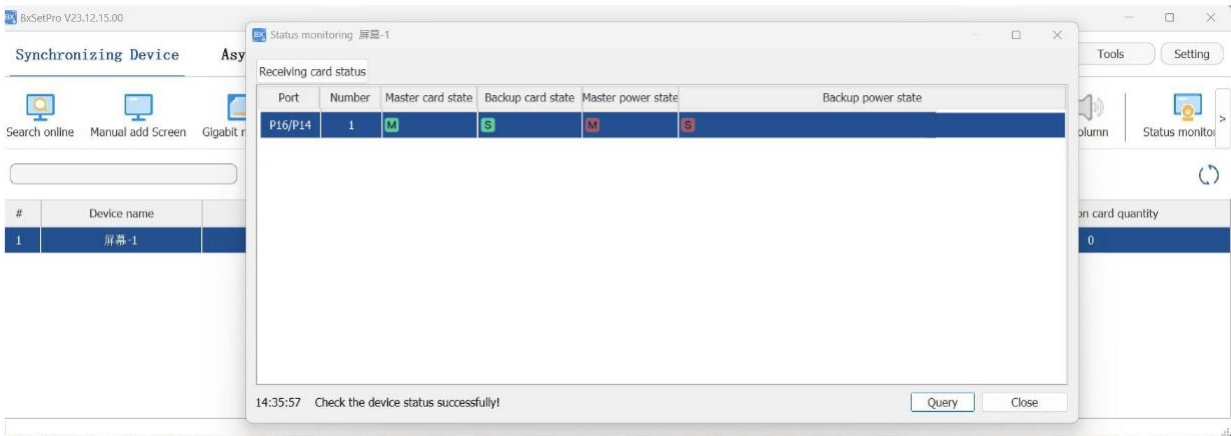 BxSetPro V23.12.15.00
Synchronizing Device
Asy
Tools
Setting
Search online
Manual add Screen
Gigabit
olumn
Status monito
>
# Device name
on card quantity
1 屏幕-1
0
Status monitoring 屏幕-1
Receiving card status
Port Number Master card state Backup card state Master power state Backup power state
P16/P14 1 M S M S
14:35:57 Check the device status successfully!
Query
Close